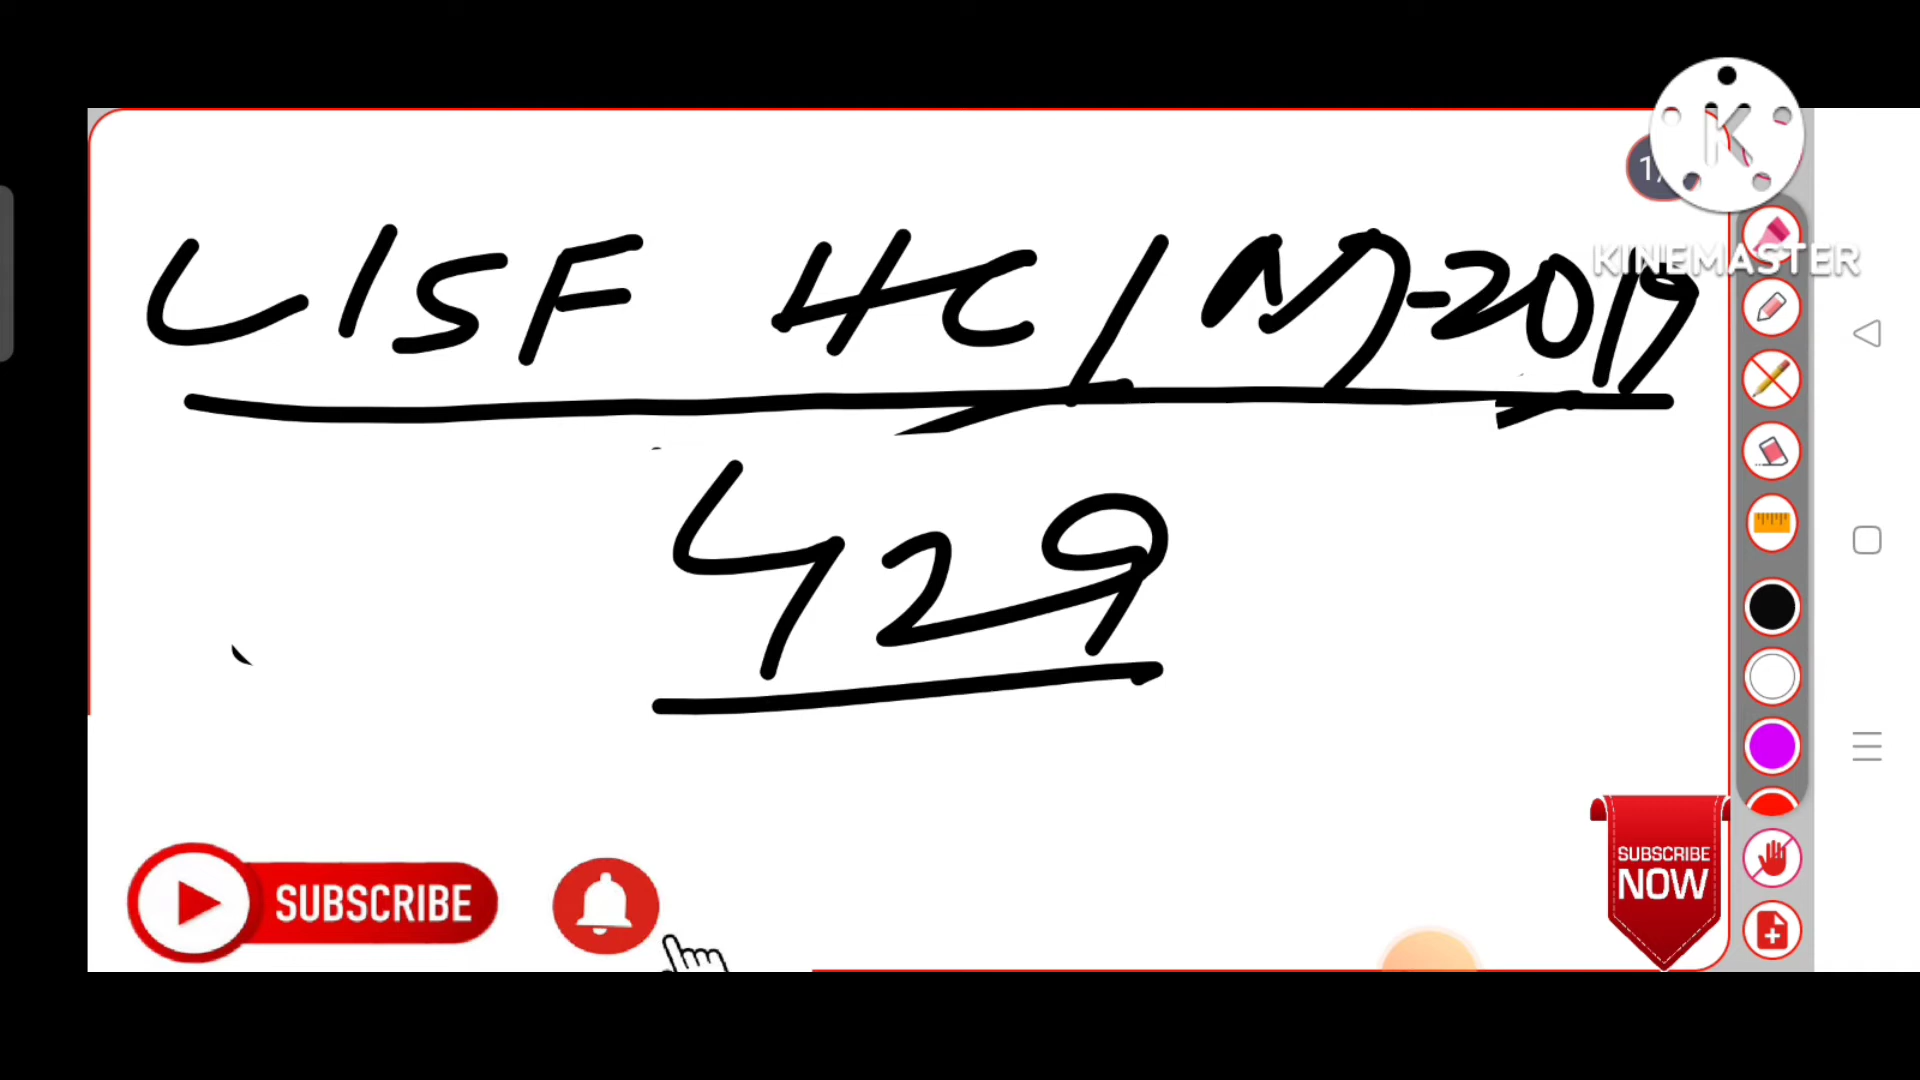 KINEMASTER
CISF HC/M-2019
429
SUBSCRIBE
SUBSCRIBE
NOW